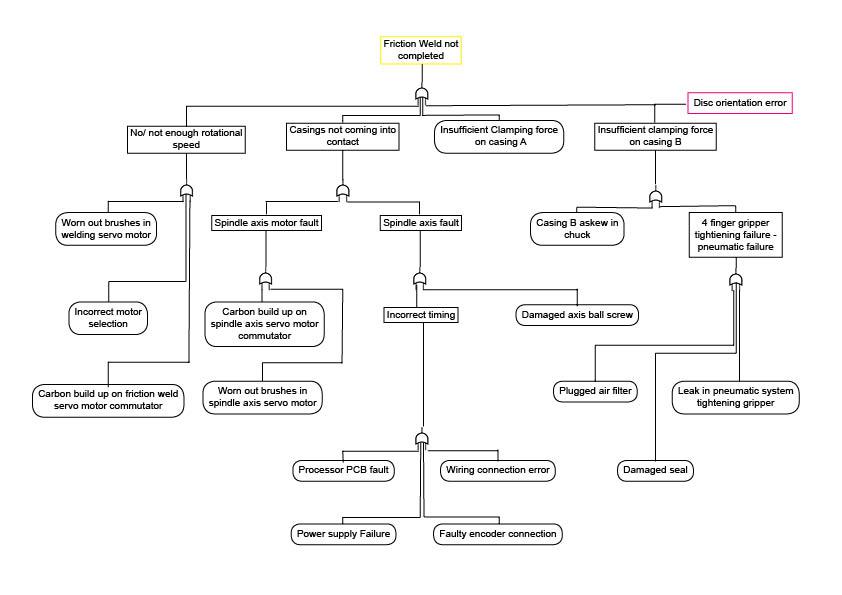 Friction Weld not
completed
Disc orientation error
No/ not enough rotational
speed
Casings not coming into
contact
Insufficient Clamping force
on casing A
Insufficient clamping force
on casing B
Worn out brushes in
welding servo motor
Spindle axis motor fault
Spindle axis fault
Casing B askew in
chuck
4 finger gripper
tightiening failure -
pneumatic failure
Incorrect motor
selection
Carbon build up on
spindle axis servo motor
commutator
Incorrect timing
Damaged axis ball screw
Carbon build up on friction weld
servo motor commutator
Worn out brushes in
spindle axis servo motor
Plugged air filter
Leak in pneumatic system
tightening gripper
Processor PCB fault
Wiring connection error
Damaged seal
Power supply Failure
Faulty encoder connection